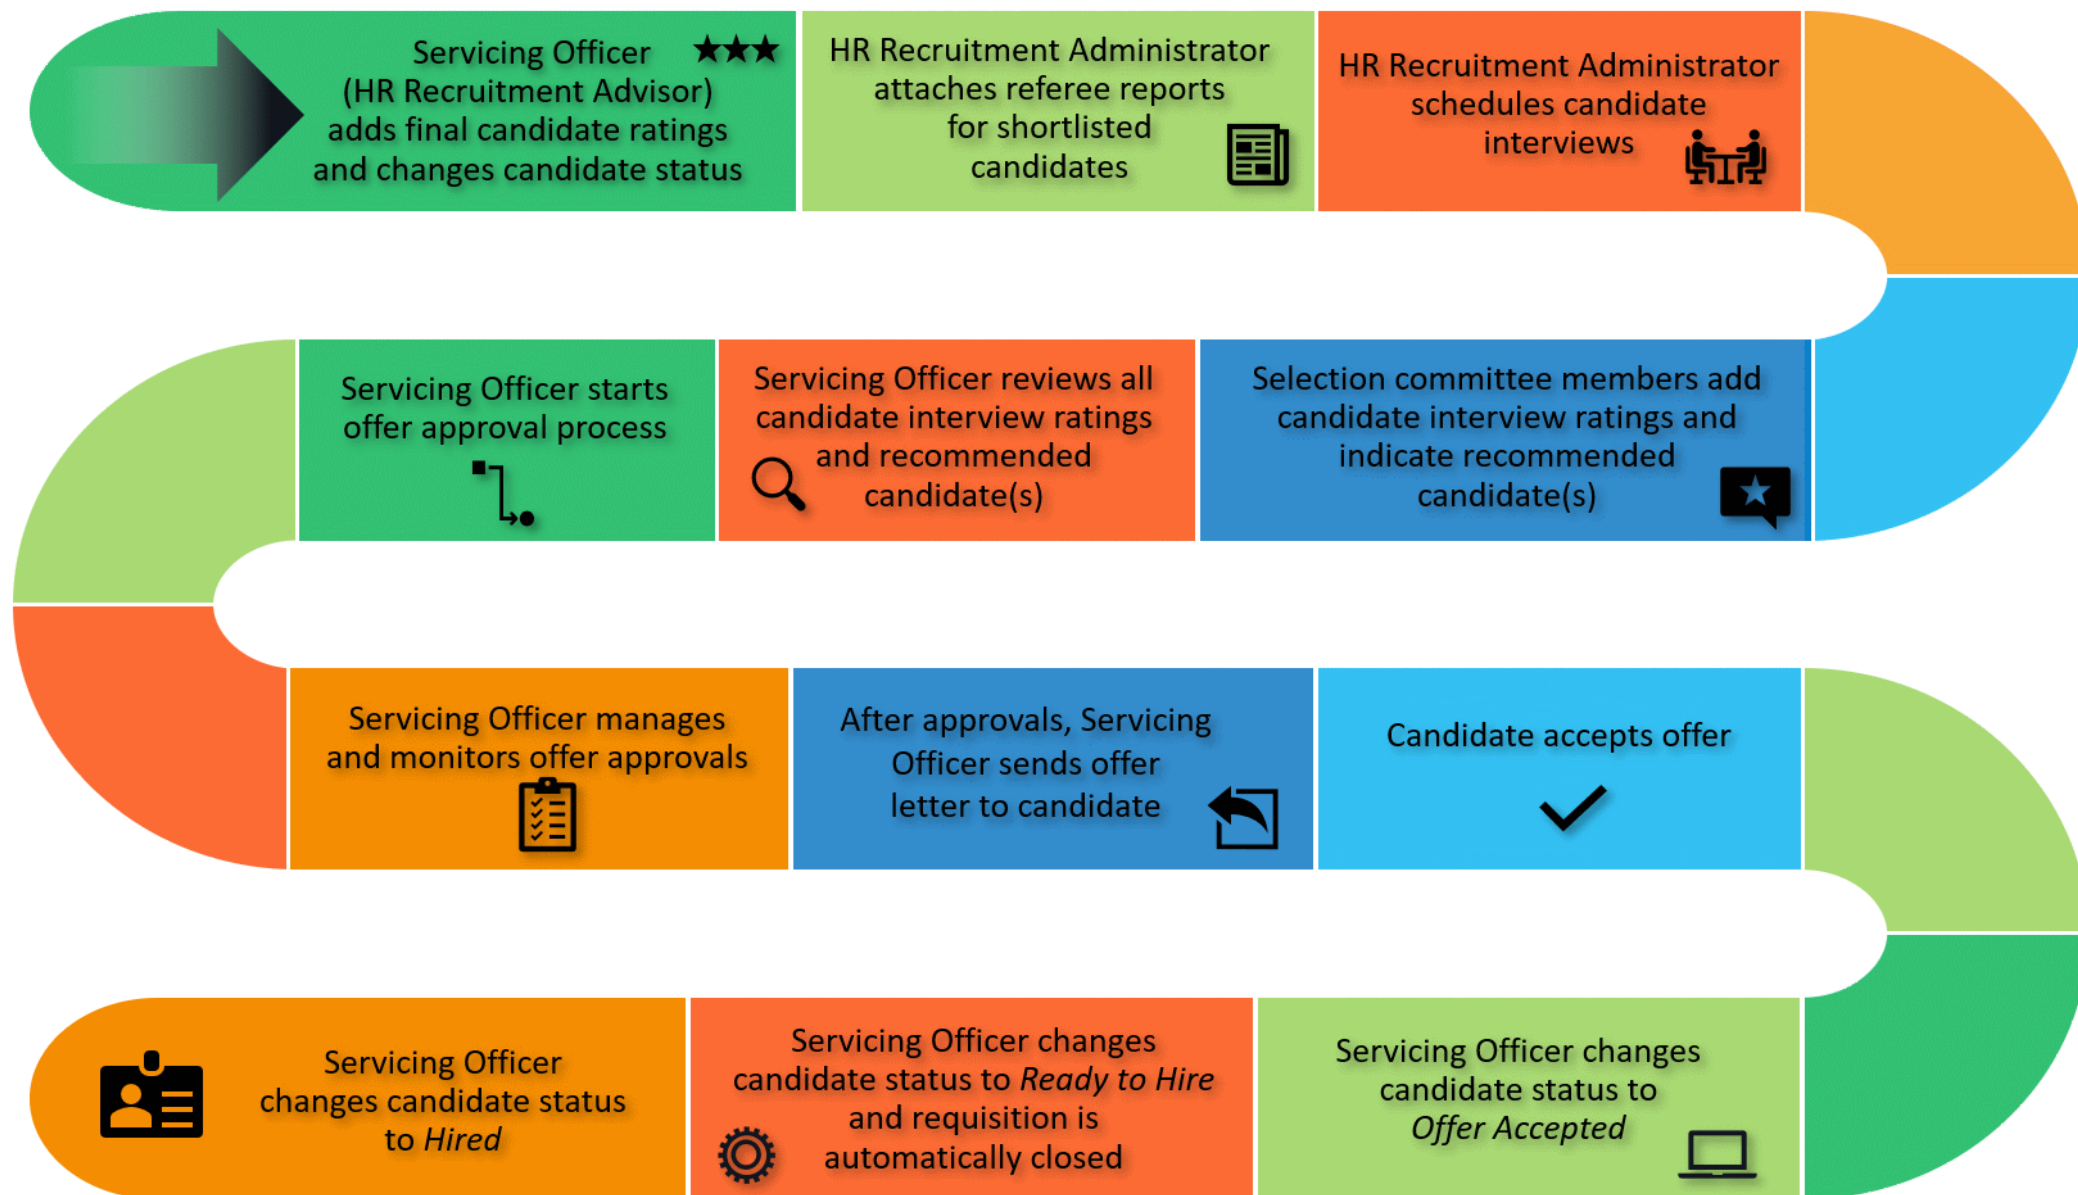 Servicing Officer
(HR Recruitment Advisor)
adds final candidate ratings
and changes candidate status
HR Recruitment Administrator
attaches referee reports
for shortlisted
candidates
HR Recruitment Administrator
schedules candidate
interviews
Selection committee members add
candidate interview ratings and
indicate recommended
candidate(s)
Servicing Officer reviews all
candidate interview ratings
and recommended
candidate(s)
Servicing Officer starts
offer approval process
Servicing Officer manages
and monitors offer approvals
After approvals, Servicing
Officer sends offer
letter to candidate
Candidate accepts offer
Servicing Officer changes
candidate status to
Offer Accepted
Servicing Officer changes
candidate status to Ready to Hire
and requisition is
automatically closed
Servicing Officer
changes candidate status
to Hired